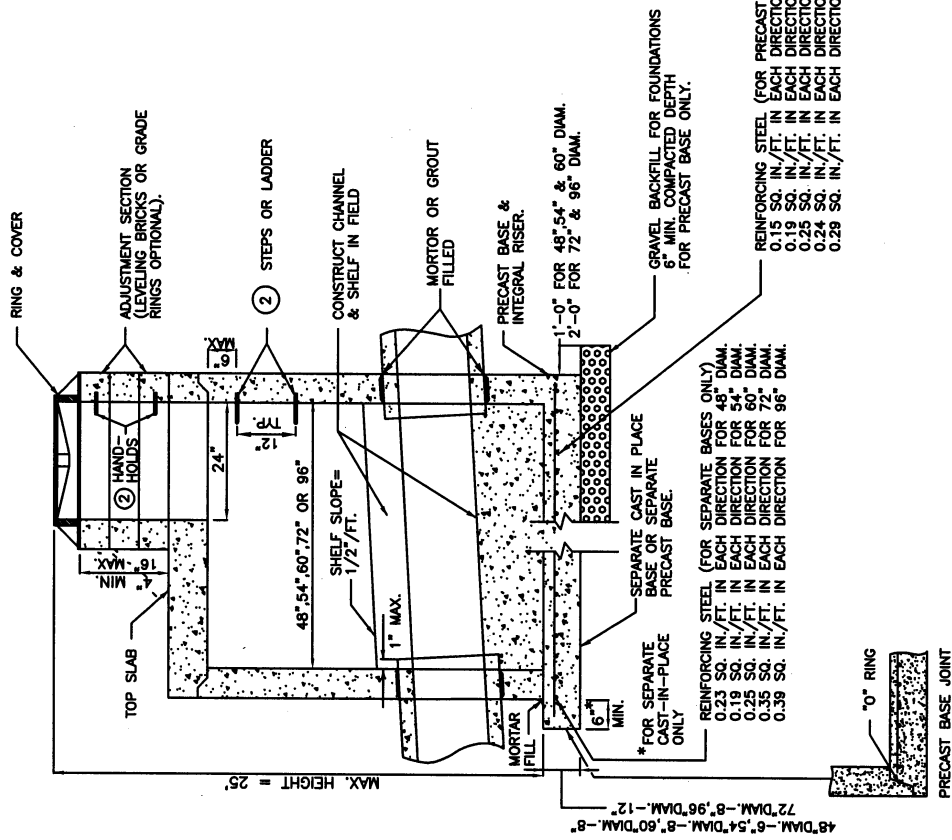 RING & COVER
ADJUSTMENT SECTION
(LEVELING BRICKS OR GRADE
RINGS OPTIONAL).
② HAND-
HOLDS
② STEPS OR LADDER
6"
MAX.
12"
TYP.
24"
MIN. 4"
16" MAX.
TOP SLAB
48",54",60",72" OR 96"
CONSTRUCT CHANNEL
& SHELF IN FIELD
SHELF SLOPE=
1/2"/FT.
1" MAX.
MORTOR OR GROUT
FILLED
PRECAST BASE &
INTEGRAL RISER.
1'-0" FOR 48",54" & 60" DIAM.
2'-0" FOR 72" & 96" DIAM.
GRAVEL BACKFILL FOR FOUNDATIONS
6" MIN. COMPACTED DEPTH
FOR PRECAST BASE ONLY.
REINFORCING STEEL (FOR PRECAST
0.15 SQ. IN./FT. IN EACH DIRECTIO
0.19 SQ. IN./FT. IN EACH DIRECTIO
0.25 SQ. IN./FT. IN EACH DIRECTIO
0.24 SQ. IN./FT. IN EACH DIRECTIO
0.29 SQ. IN./FT. IN EACH DIRECTIO
MAX. HEIGHT = 25'
MORTAR
FILL
6"*
MIN.
*FOR SEPARATE
CAST-IN-PLACE
ONLY
SEPARATE CAST IN PLACE
BASE OR SEPARATE
PRECAST BASE.
REINFORCING STEEL (FOR SEPARATE BASES ONLY)
0.23 SQ. IN./FT. IN EACH DIRECTION FOR 48" DIAM.
0.19 SQ. IN./FT. IN EACH DIRECTION FOR 54" DIAM.
0.25 SQ. IN./FT. IN EACH DIRECTION FOR 60" DIAM.
0.35 SQ. IN./FT. IN EACH DIRECTION FOR 72" DIAM.
0.39 SQ. IN./FT. IN EACH DIRECTION FOR 96" DIAM.
48"DIAM.-6",54"DIAM.-8",60"DIAM.-8"
72"DIAM.-8",96"DIAM.-12"
"O" RING
PRECAST BASE JOINT